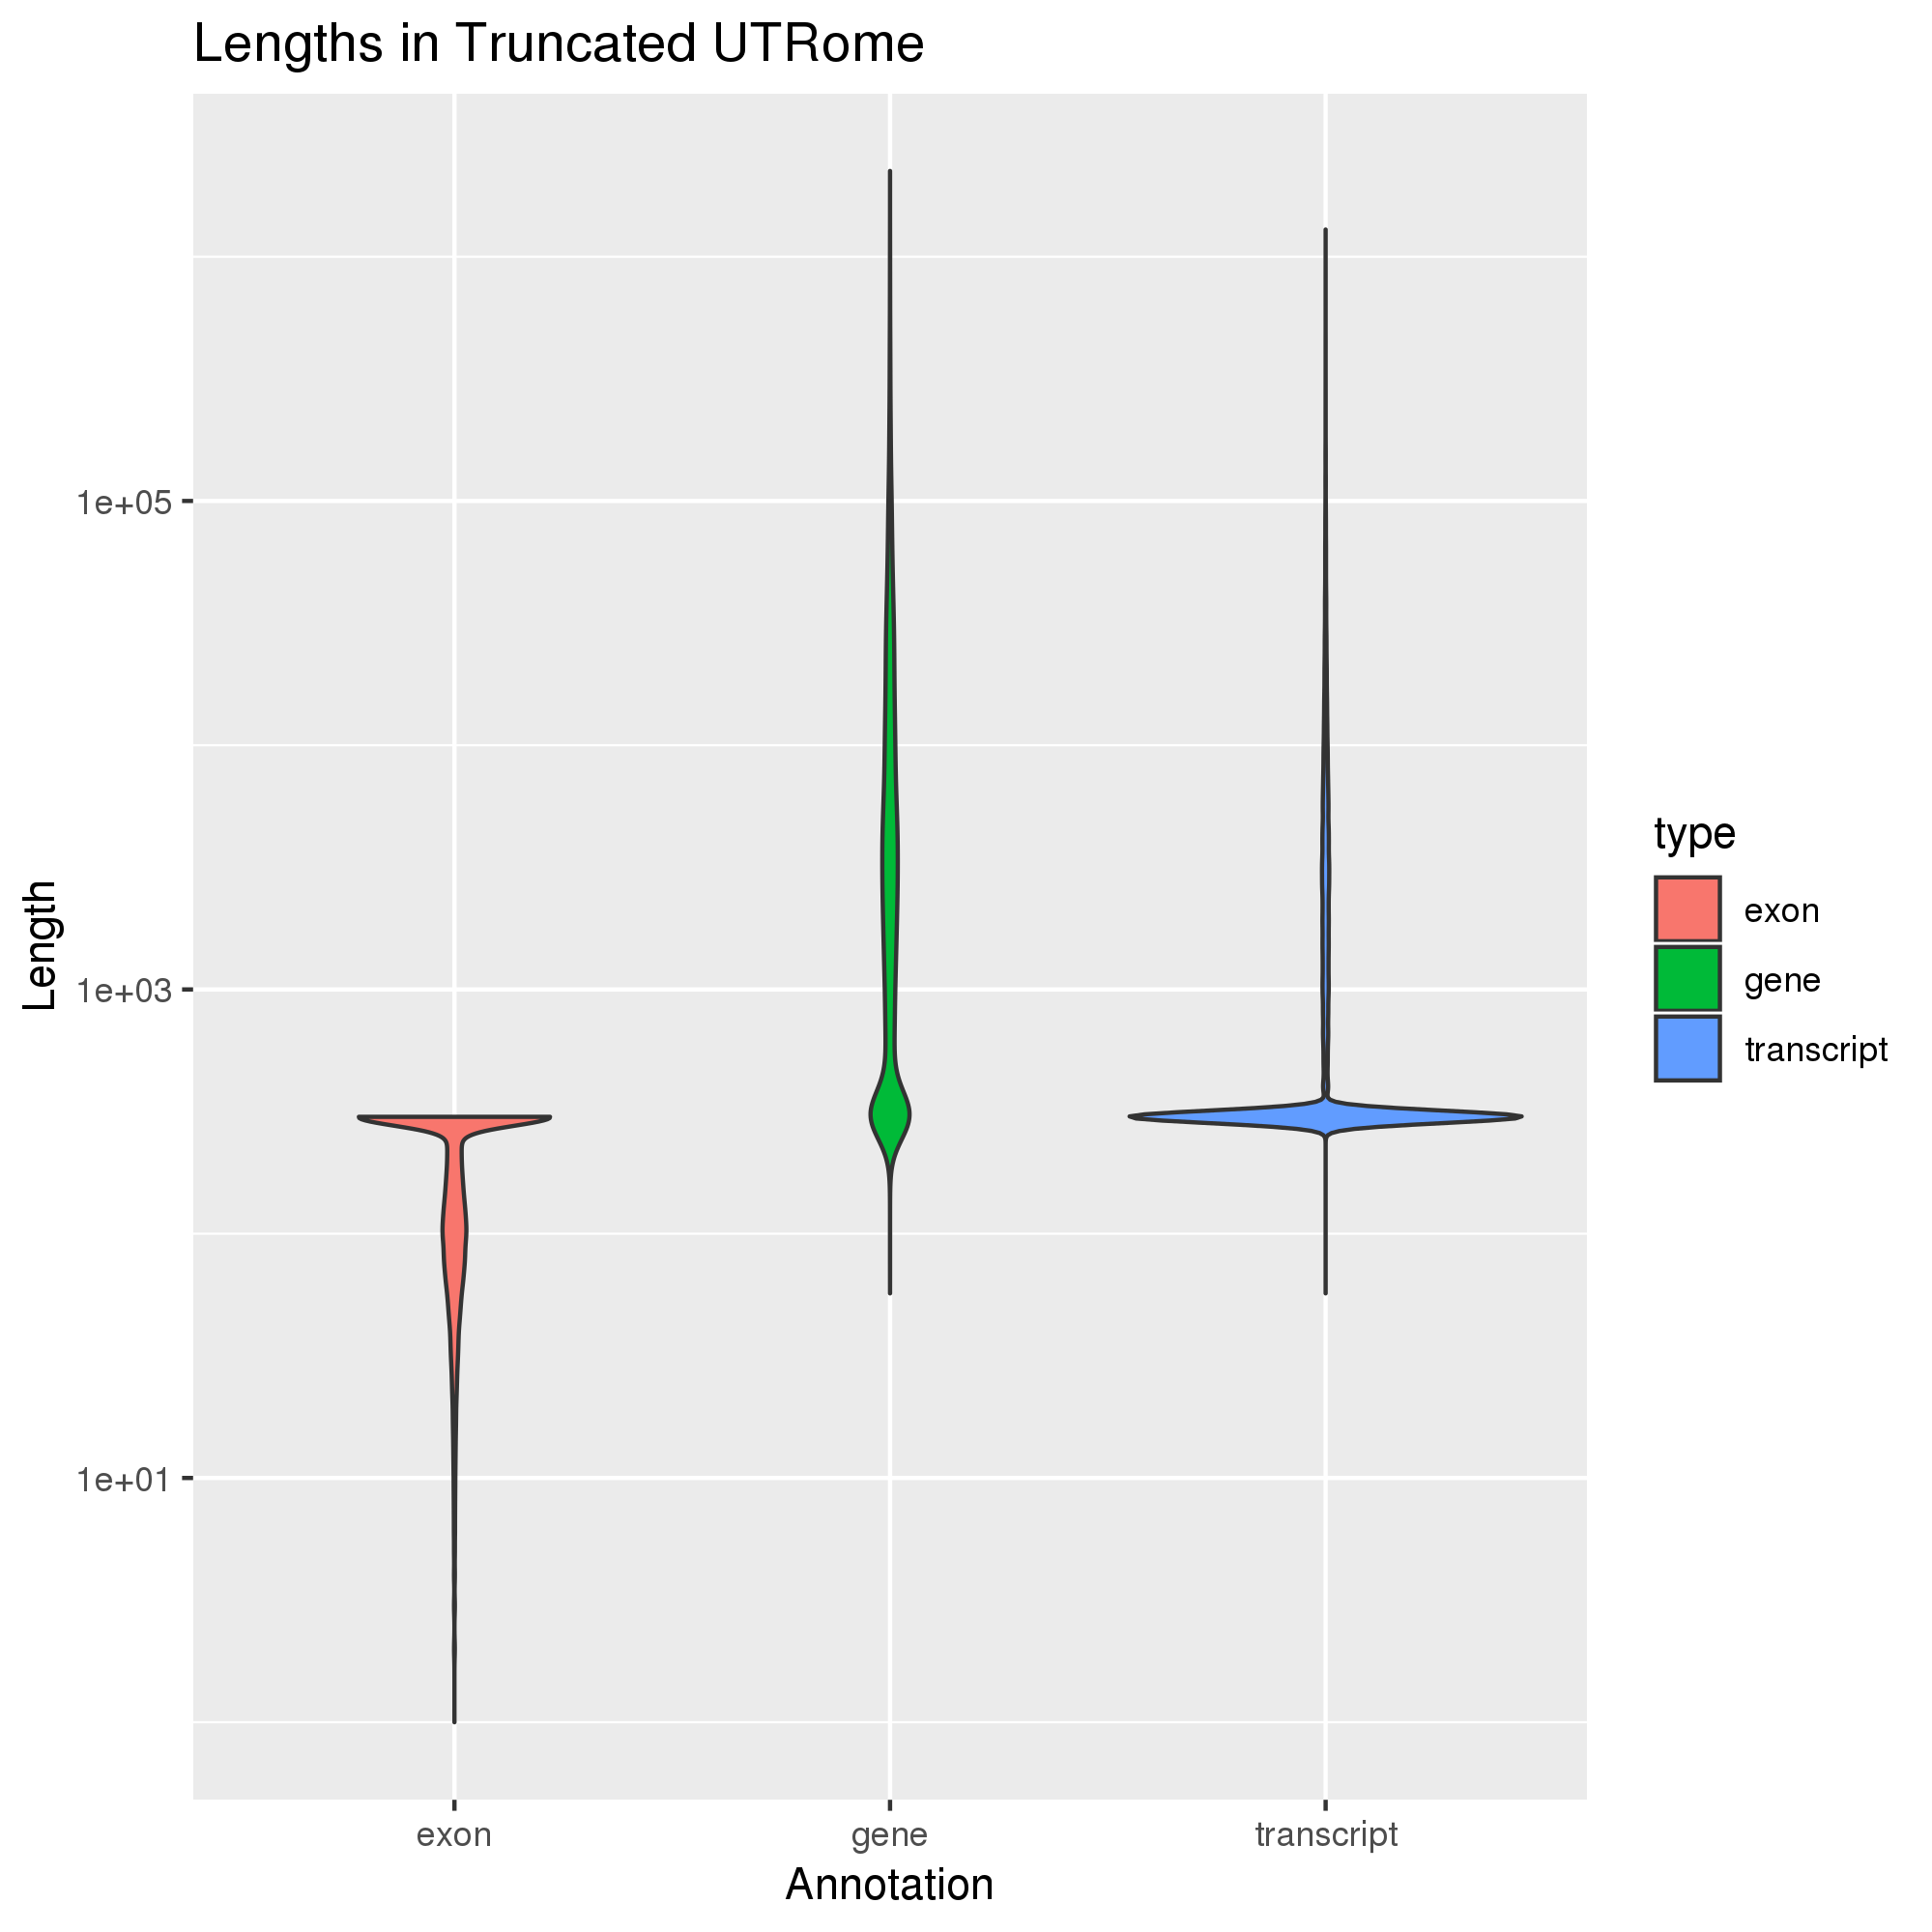 Lengths in Truncated UTRome
1e+05
1e+03
1e+01
Length
exon
gene
transcript
Annotation
type
exon
gene
transcript